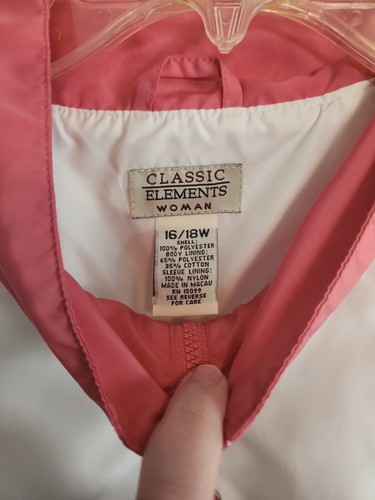 CLASSIC
ELEMENTS
WOMAN
16/18W
SHELL:
100% POLYESTER
BODY LINING:
65% POLYESTER
35% COTTON
SLEEVE LINING:
100% NYLON
MADE IN MACAU
RN 15099
SEE REVERSE
FOR CARE